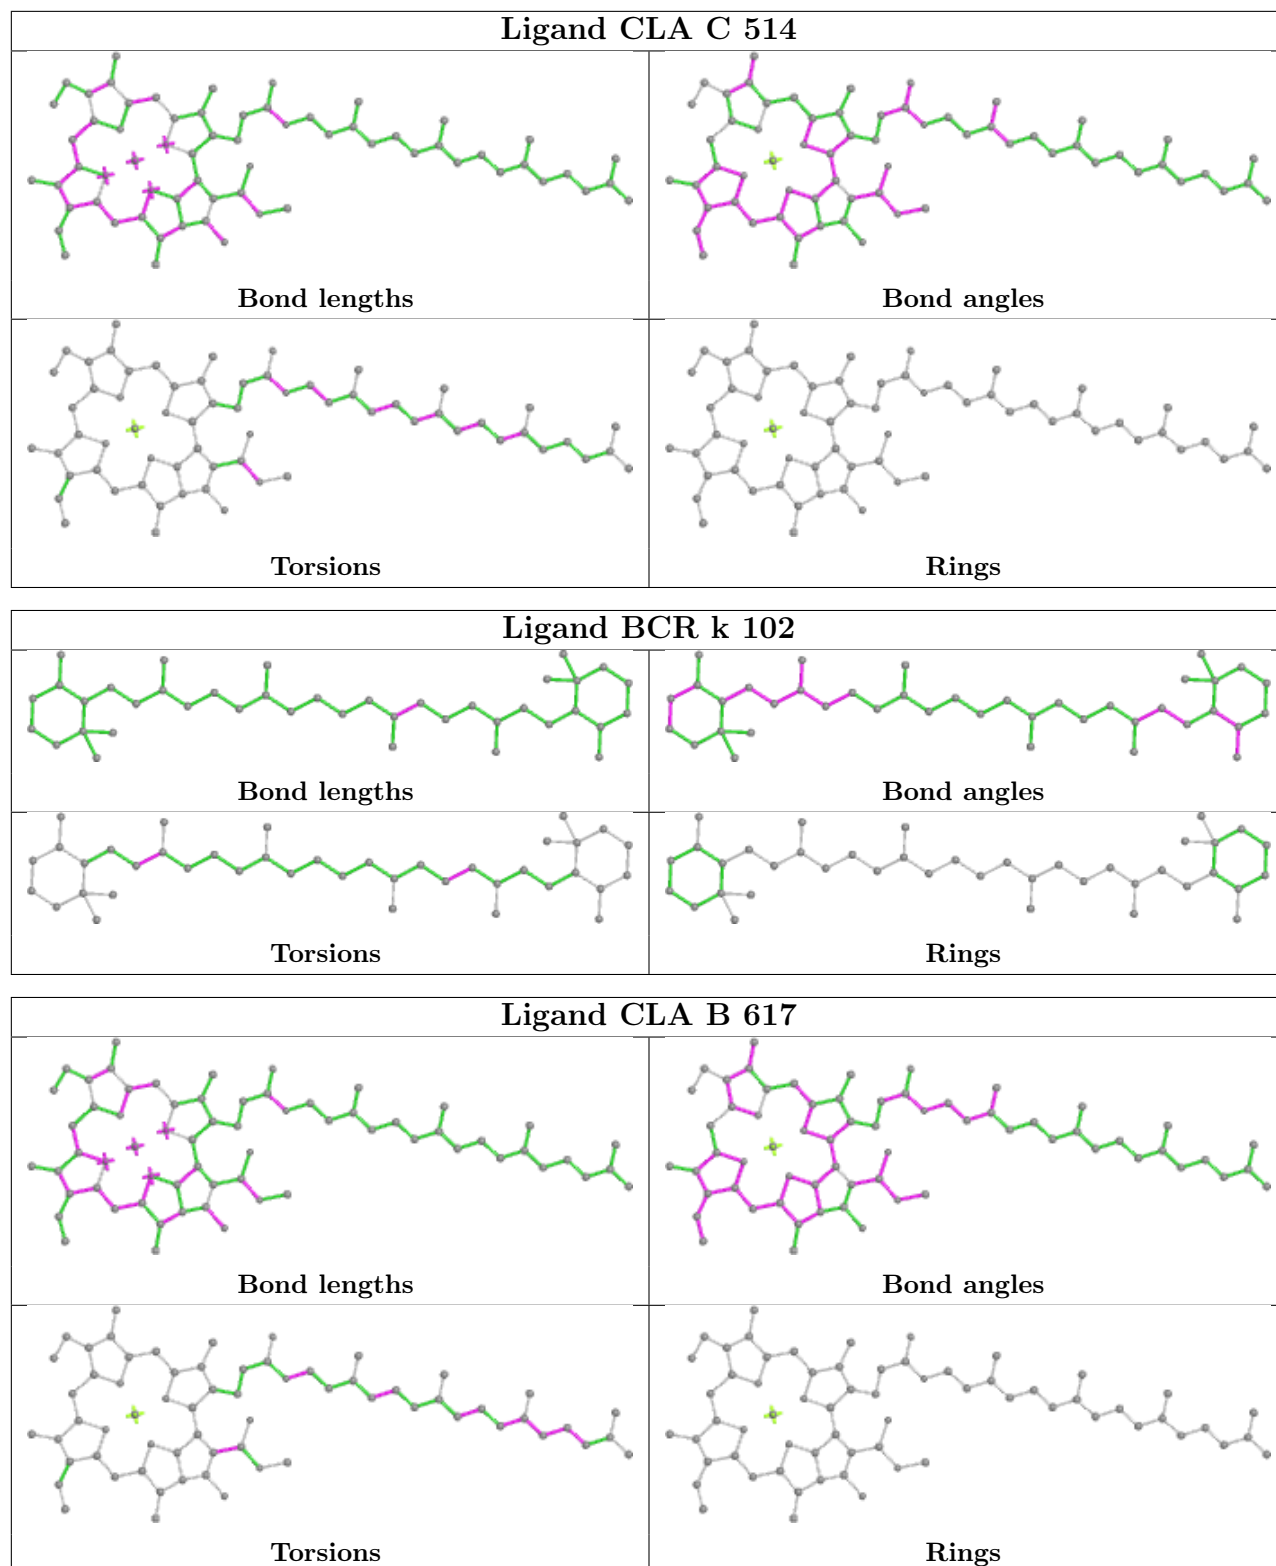 Ligand CLA C 514
Bond lengths
Bond angles
Torsions
Rings
Ligand BCR k 102
Bond lengths
Bond angles
Torsions
Rings
Ligand CLA B 617
Bond lengths
Bond angles
Torsions
Rings